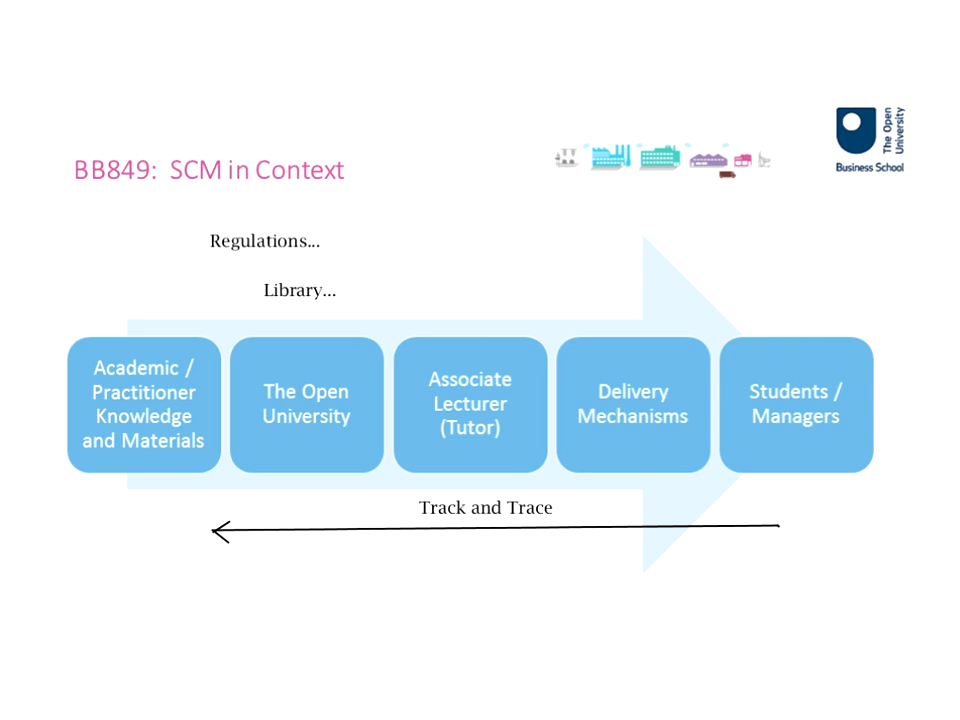 The Open
University
Business School
BB849:  SCM in Context
Regulations...
Library...
Academic /
Practitioner
Knowledge
and Materials
The Open
University
Associate
Lecturer
(Tutor)
Delivery
Mechanisms
Students /
Managers
Track and Trace